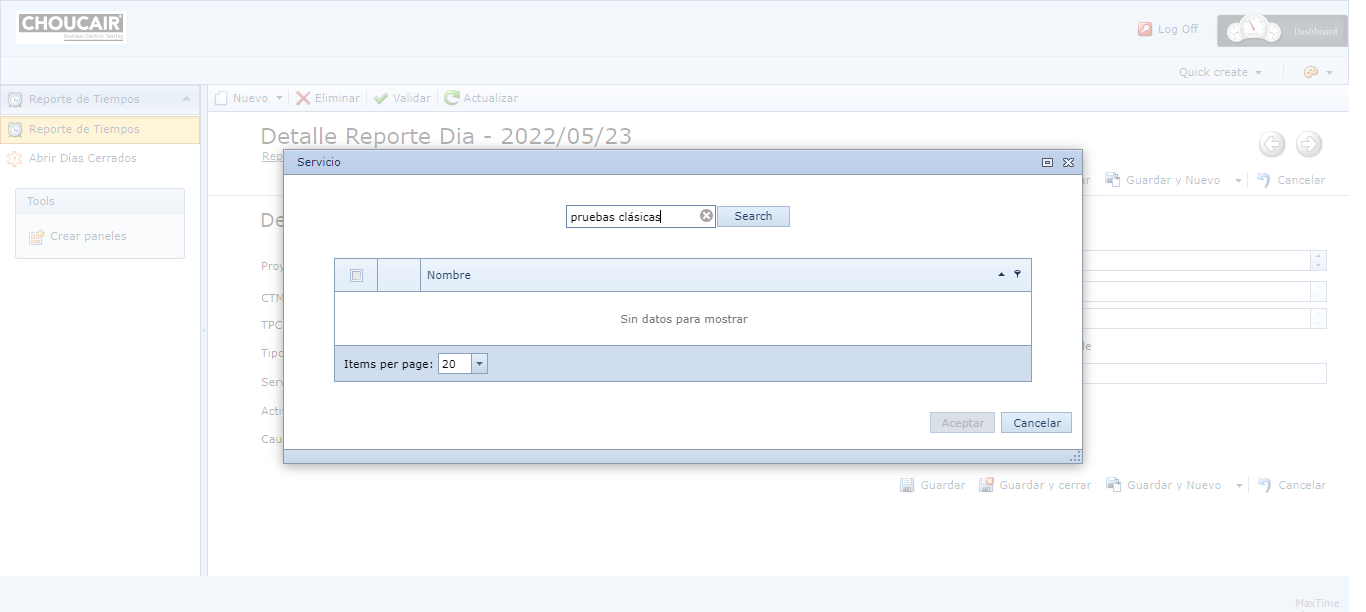 CHOUCAIR
Business Centric Testing
Log Off
Dashboard
Quick create
Reporte de Tiempos
Nuevo
Eliminar
Validar
Actualizar
Reporte de Tiempos
Abrir Días Cerrados
Detalle Reporte Dia - 2022/05/23
Rep
Guardar y Nuevo
Cancelar
Servicio
Tools
Crear paneles
pruebas clásicas
Search
De
Proy
CTM
TPC
Tipo
Serv
Acti
Cau
Nombre
Sin datos para mostrar
Items per page: 20
Aceptar
Cancelar
Guardar
Guardar y cerrar
Guardar y Nuevo
Cancelar
MaxTime